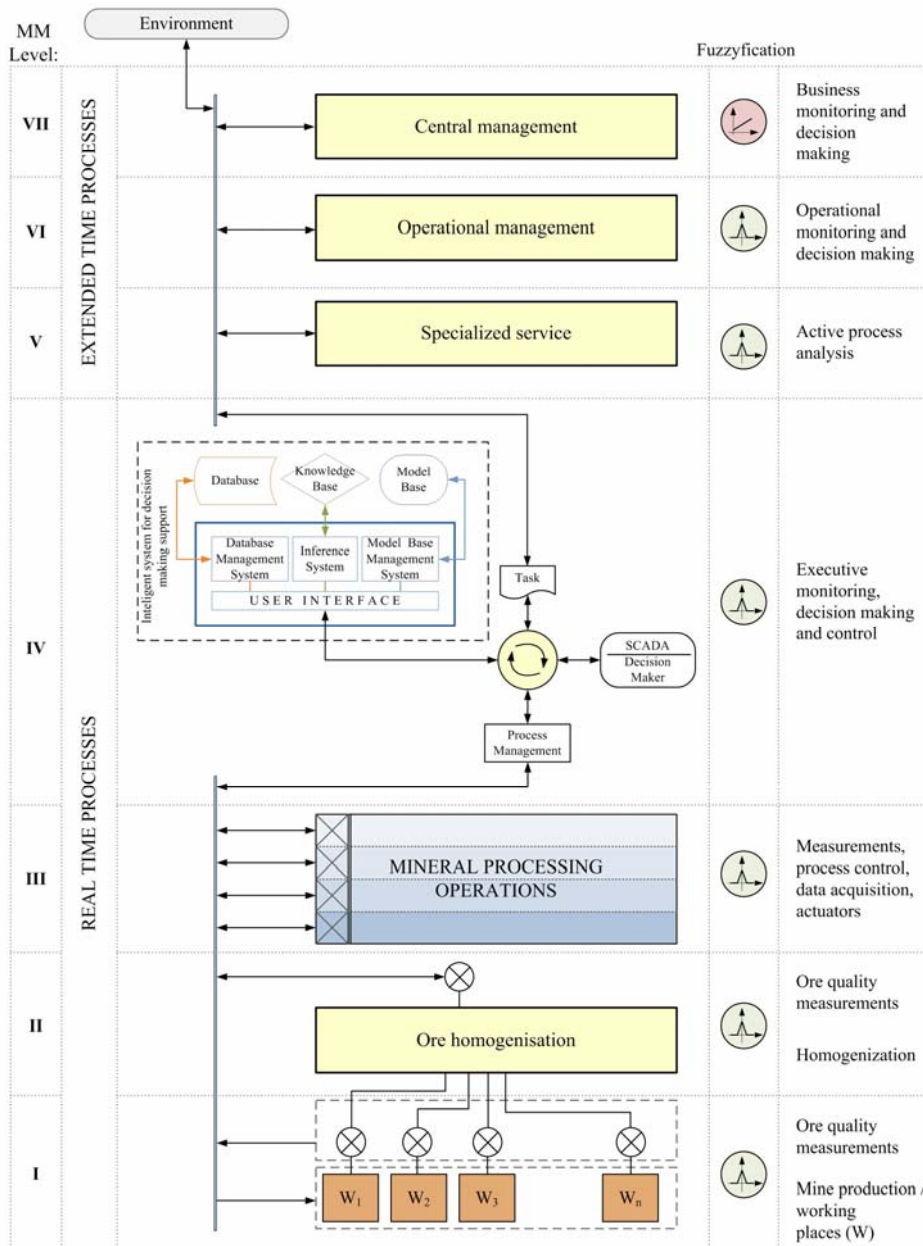 MM
Level:
Environment
Fuzzyfication
VII
EXTENDED TIME PROCESSES
Central management
Business
monitoring and
decision
making
VI
Operational management
Operational
monitoring and
decision making
V
Specialized service
Active process
analysis
IV
REAL TIME PROCESSES
Inteligent system for decision
making support
Database
Knowledge
Base
Model
Base
Database
Management
System
Inference
System
Model Base
Management
System
USER INTERFACE
Task
SCADA
Decision
Maker
Process
Management
Executive
monitoring,
decision making
and control
III
MINERAL PROCESSING
OPERATIONS
Measurements,
process control,
data acquisition,
actuators
II
Ore homogenisation
Ore quality
measurements
Homogenization
I
W1
W2
W3
Wn
Ore quality
measurements
Mine production /
working
places (W)